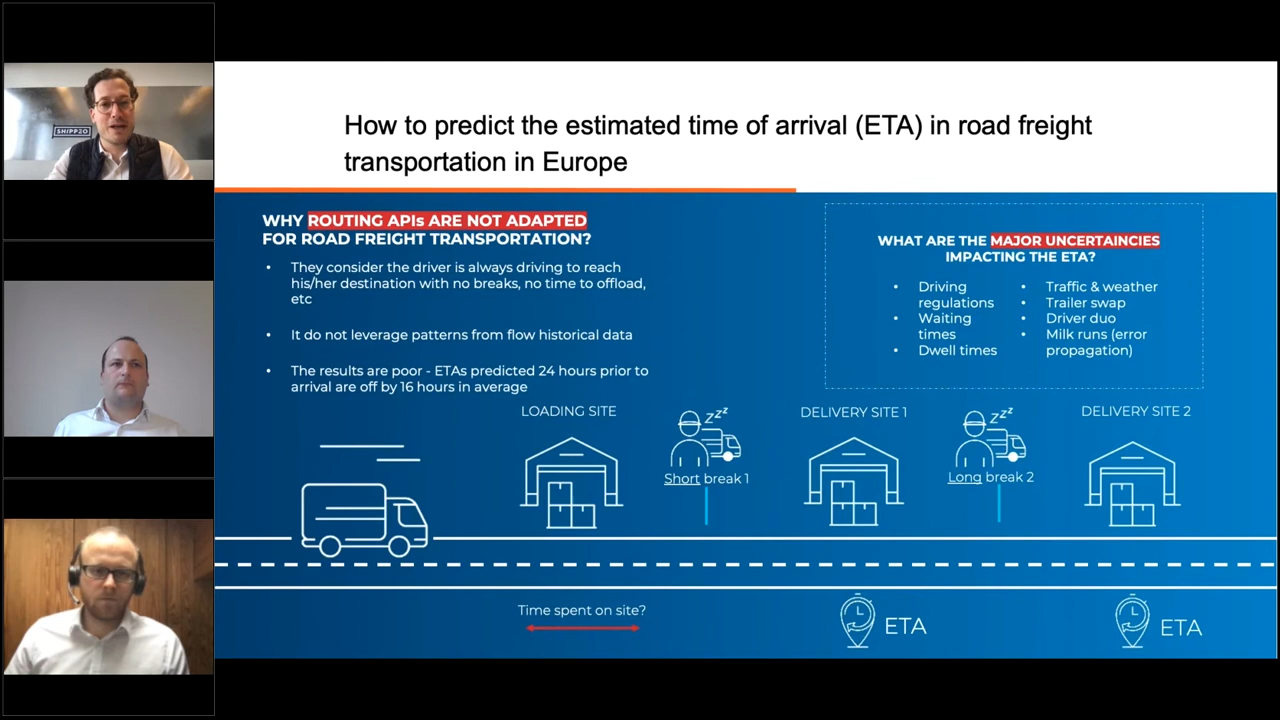 SHIPPEO
How to predict the estimated time of arrival (ETA) in road freight
transportation in Europe
WHY ROUTING APIs ARE NOT ADAPTED
FOR ROAD FREIGHT TRANSPORTATION?
• They consider the driver is always driving to reach
his/her destination with no breaks, no time to offload,
etc
• It do not leverage patterns from flow historical data
• The results are poor - ETAs predicted 24 hours prior to
arrival are off by 16 hours in average
WHAT ARE THE MAJOR UNCERTAINCIES
IMPACTING THE ETA?
• Driving
regulations
• Waiting
times
• Dwell times
• Traffic & weather
• Trailer swap
• Driver duo
• Milk runs (error
propagation)
LOADING SITE
zzz
Short break 1
DELIVERY SITE 1
zzz
Long break 2
DELIVERY SITE 2
Time spent on site?
ETA
ETA